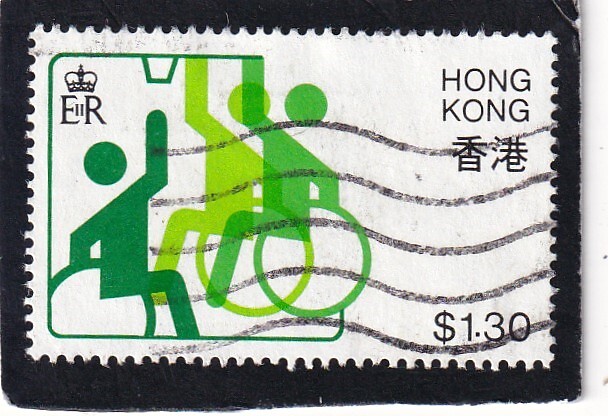 EIIR
HONG
KONG
香港
$1.30